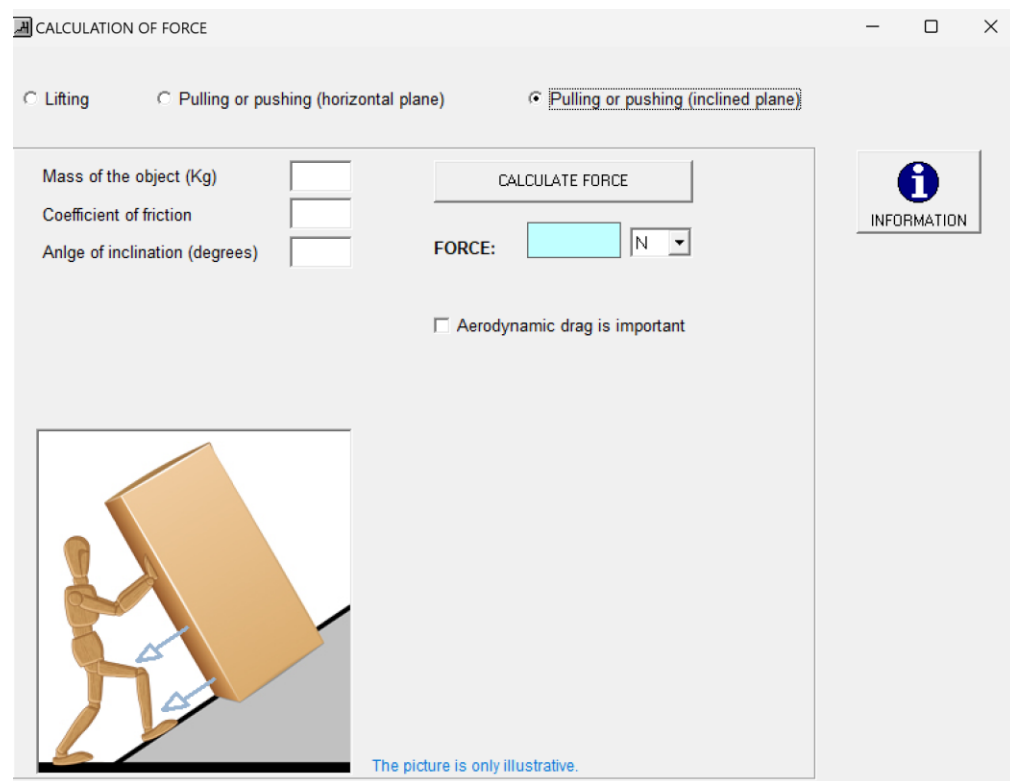 CALCULATION OF FORCE
Lifting
Pulling or pushing (horizontal plane)
Pulling or pushing (inclined plane)
Mass of the object (Kg)
CALCULATE FORCE
INFORMATION
Coefficient of friction
Anlge of inclination (degrees)
FORCE:
N
Aerodynamic drag is important
The picture is only illustrative.